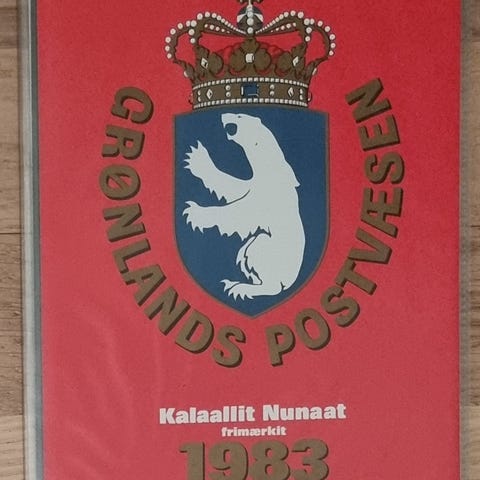 GRØNLANDS POSTVÆSEN
Kalaallit Nunaat
frimærkit
1983